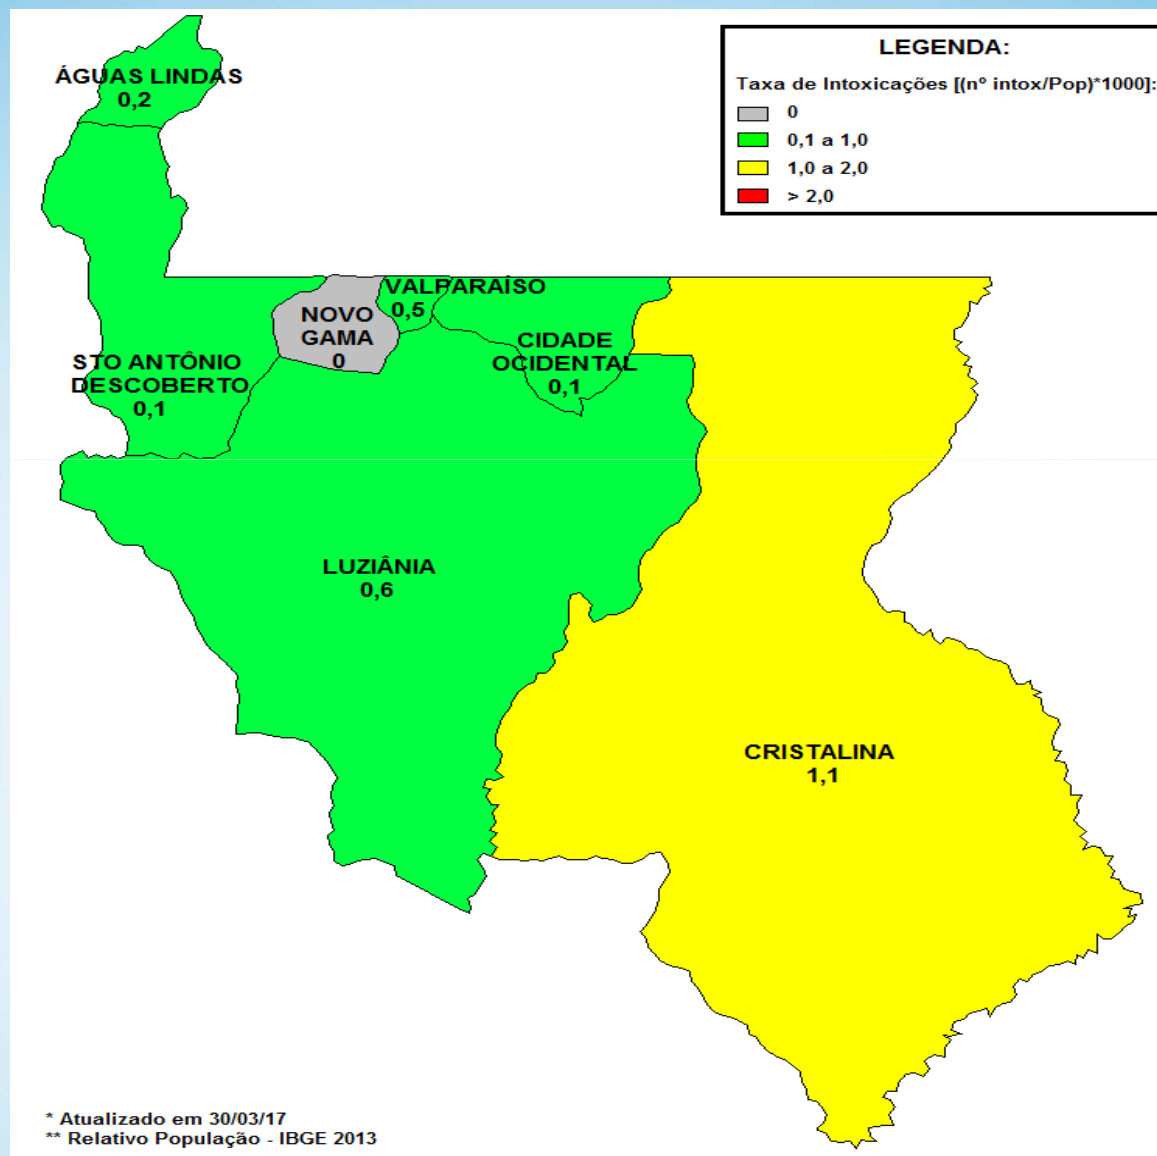 LEGENDA:
Taxa de Intoxicações [(nº intox/Pop)*1000]:
0
0,1 a 1,0
1,0 a 2,0
> 2,0
ÁGUAS LINDAS
0,2
VALPARAÍSO
0,5
NOVO
GAMA
0
CIDADE
OCIDENTAL
0,1
STO ANTÔNIO
DESCOBERTO
0,1
LUZIÂNIA
0,6
CRISTALINA
1,1
* Atualizado em 30/03/17
** Relativo População - IBGE 2013